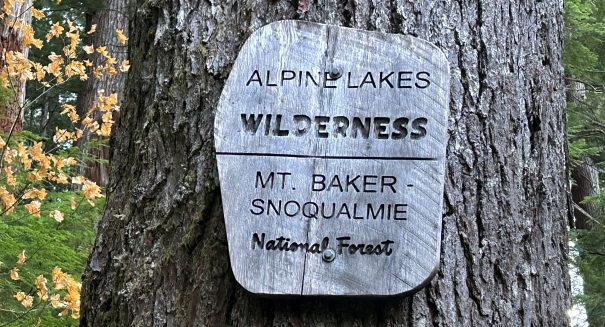 ALPINE LAKES
WILDERNESS
MT. BAKER -
SNOQUALMIE
National Forest